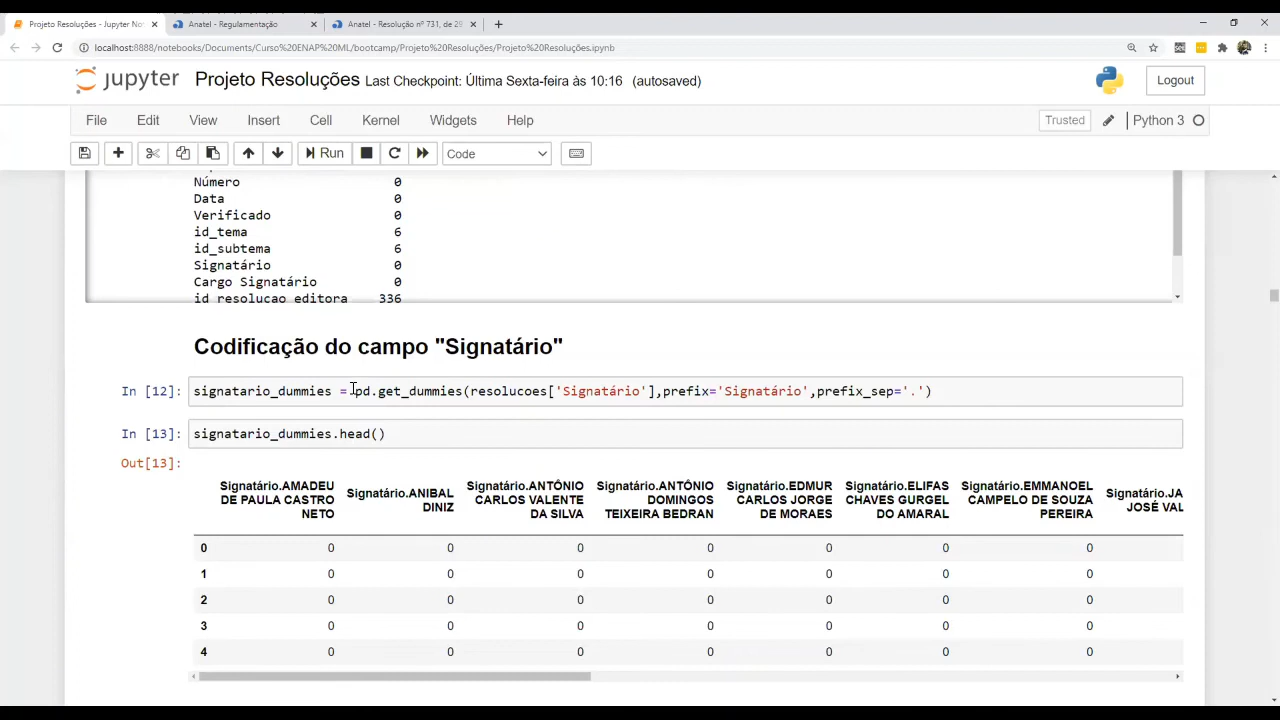 Projeto Resoluções - Jupyter No
Anatel - Regulamentação
Anatel - Resolução nº 731, de 29
localhost:8888/notebooks/Documents/Curso%20ENAP%20ML/bootcamp/Projeto%20Resoluções/Projeto%20Resoluções.ipynb
jupyter Projeto Resoluções Last Checkpoint: Última Sexta-feira às 10:16 (autosaved) Logout
File Edit View Insert Cell Kernel Widgets Help Trusted Python 3
Run Code
Número 0
Data 0
Verificado 0
id_tema 6
id_subtema 6
Signatário 0
Cargo Signatário 0
id_resolucao_editora 336
Codificação do campo "Signatário"
In [12]: signatario_dummies = pd.get_dummies(resolucoes['Signatário'],prefix='Signatário',prefix_sep='.')
In [13]: signatario_dummies.head()
Out[13]:
Signatário.AMADEU DE PAULA CASTRO NETO Signatário.ANIBAL DINIZ Signatário.ANTÔNIO CARLOS VALENTE DA SILVA Signatário.ANTÔNIO DOMINGOS TEIXEIRA BEDRAN Signatário.EDMUR CARLOS JORGE DE MORAES Signatário.ELIFAS CHAVES GURGEL DO AMARAL Signatário.EMMANOEL CAMPELO DE SOUZA PEREIRA Signatário.JA JOSÉ VAL
0 0 0 0 0 0 0 0
1 0 0 0 0 0 0 0
2 0 0 0 0 0 0 0
3 0 0 0 0 0 0 0
4 0 0 0 0 0 0 0